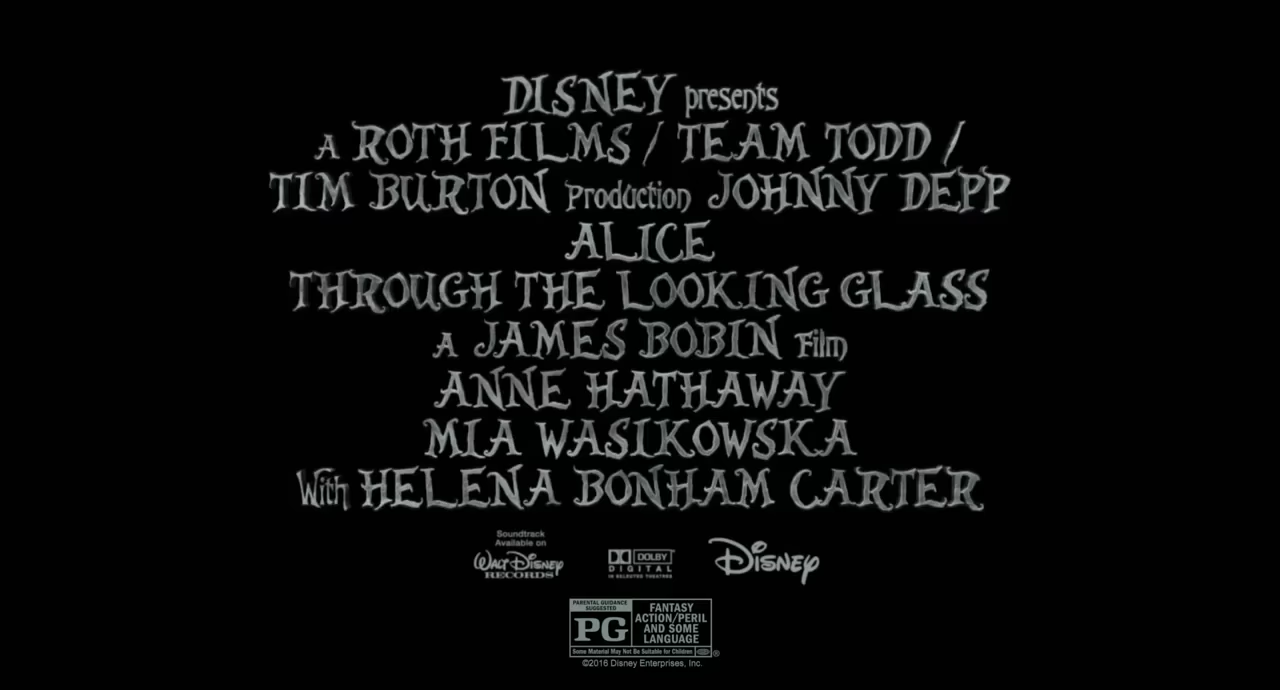 DISNEY presents
A ROTH FILMS / TEAM TODD /
TIM BURTON Production JOHNNY DEPP
ALICE
THROUGH THE LOOKING GLASS
A JAMES BOBIN Film
ANNE HATHAWAY
MIA WASIKOWSKA
With HELENA BONHAM CARTER
Soundtrack
Available on
WALT DISNEY
RECORDS
DOLBY
DIGITAL
IN SELECTED THEATRES
DISNEY
PARENTAL GUIDANCE
SUGGESTED
PG
FANTASY
ACTION/PERIL
AND SOME
LANGUAGE
Some Material May Not Be Suitable for Children
©2016 Disney Enterprises, Inc.